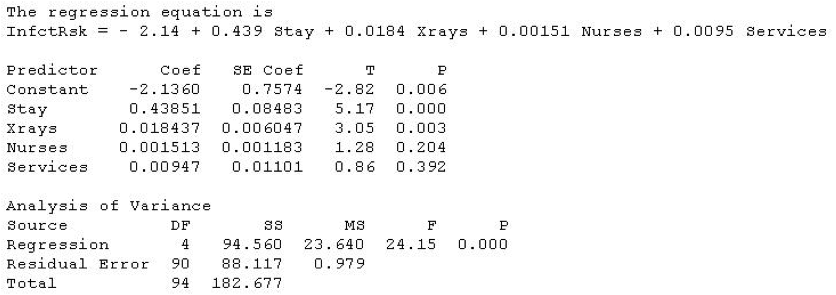 The regression equation is
InfctRsk = - 2.14 + 0.439 Stay + 0.0184 Xrays + 0.00151 Nurses + 0.0095 Services
Predictor Coef SE Coef T P
Constant -2.1360 0.7574 -2.82 0.006
Stay 0.43851 0.08483 5.17 0.000
Xrays 0.018437 0.006047 3.05 0.003
Nurses 0.001513 0.001183 1.28 0.204
Services 0.00947 0.01101 0.86 0.392
Analysis of Variance
Source DF SS MS F P
Regression 4 94.560 23.640 24.15 0.000
Residual Error 90 88.117 0.979
Total 94 182.677